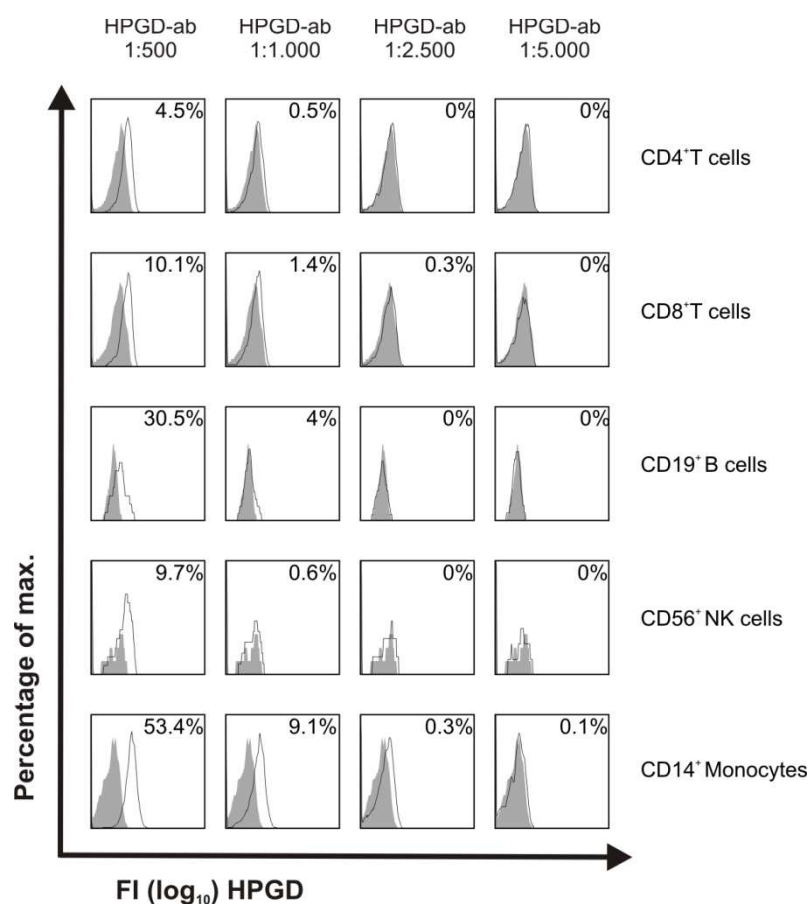 HPGD-ab HPGD-ab HPGD-ab HPGD-ab
1:500 1:1.000 1:2.500 1:5.000
4.5% 0.5% 0% 0%
CD4⁺T cells
10.1% 1.4% 0.3% 0%
CD8⁺T cells
30.5% 4% 0% 0%
CD19⁺ B cells
9.7% 0.6% 0% 0%
CD56⁺ NK cells
53.4% 9.1% 0.3% 0.1%
CD14⁺ Monocytes
Percentage of max.
FI (log₁₀) HPGD